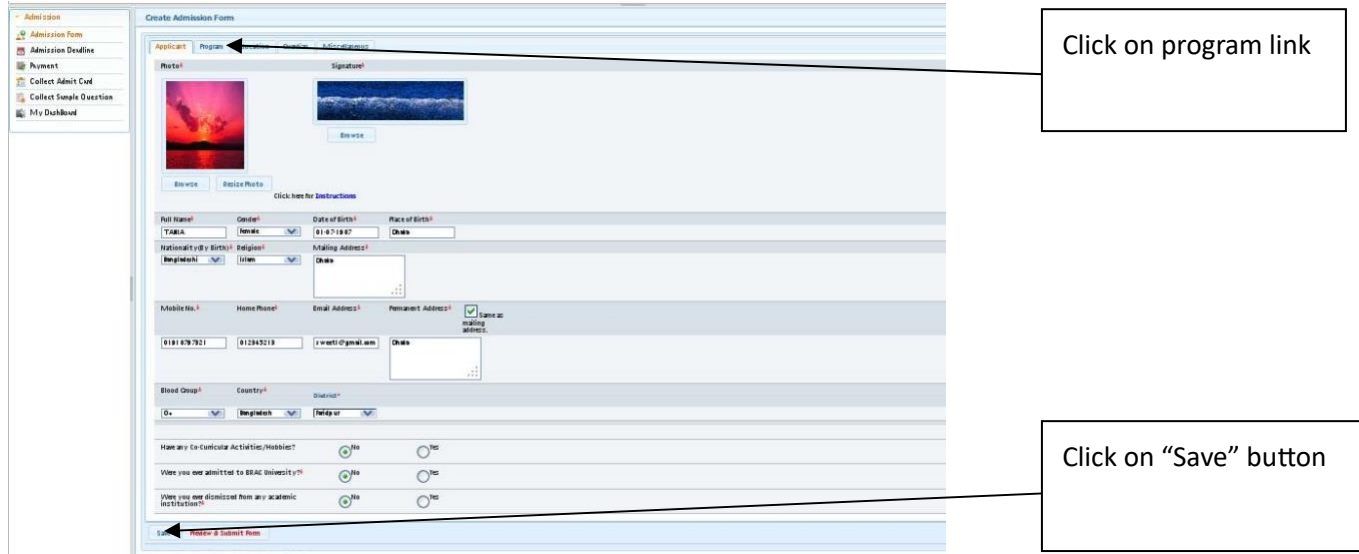 Admission
Admission Form
Admission Deadline
Payment
Collect Admit Card
Collect Sample Question
My DashBoard
Create Admission Form
Applicant Program Miscellaneous
Photo* Signature*
Browse
Browse Resize Photo
Click here for Instructions
Full Name* Gender* Date of Birth* Place of Birth*
TANIA Female 01-07-1987 Dhaka
Nationality(By Birth)* Religion* Mailing Address*
Bangladeshi Islam Dhaka
Mobile No.* Home Phone* Email Address* Permanent Address* Same as
mailing
address.
012345213 Dhaka
Blood Group* Country* District*
O+ Bangladesh Faridpur
Have any Co-Curricular Activities/Hobbies? No Yes
Were you ever admitted to BRAC University?* No Yes
Were you ever dismissed from any academic
institution?* No Yes
Review & Submit Form
Click on program link
Click on “Save” button